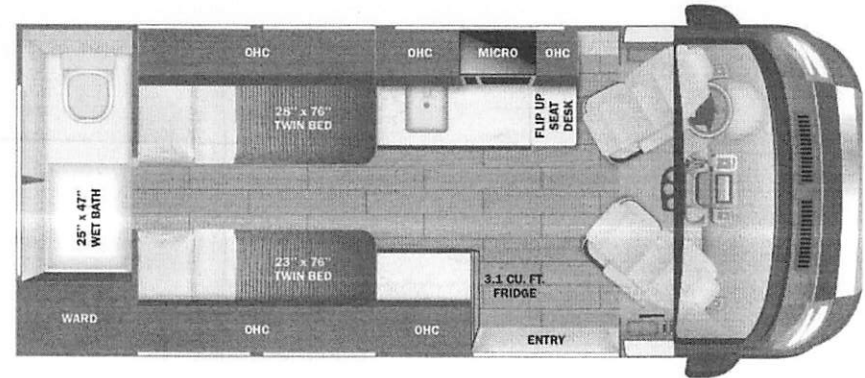 OHC
OHC
MICRO
OHC
28" x 76"
TWIN BED
FLIP UP
SEAT
DESK
25" x 47"
WET BATH
23" x 76"
TWIN BED
3.1 CU. FT.
FRIDGE
WARD
OHC
OHC
ENTRY